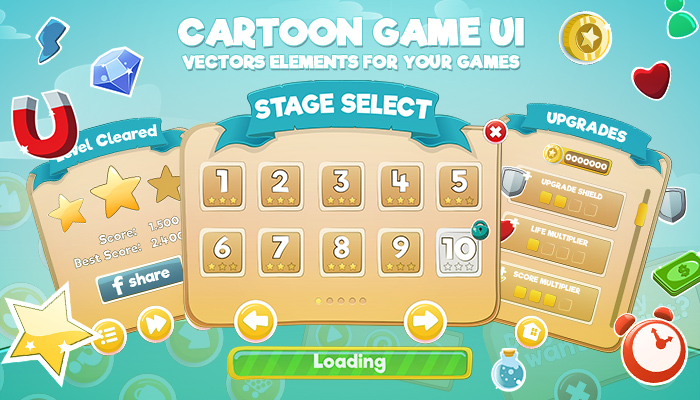 CARTOON GAME UI
VECTORS ELEMENTS FOR YOUR GAMES
STAGE SELECT
1 2 3 4 5
6 7 8 9 10
Level Cleared
Score: 1.500
Best Score: 2.400
f share
UPGRADES
0000000
UPGRADE SHIELD
LIFE MULTIPLIER
SCORE MULTIPLIER
Loading